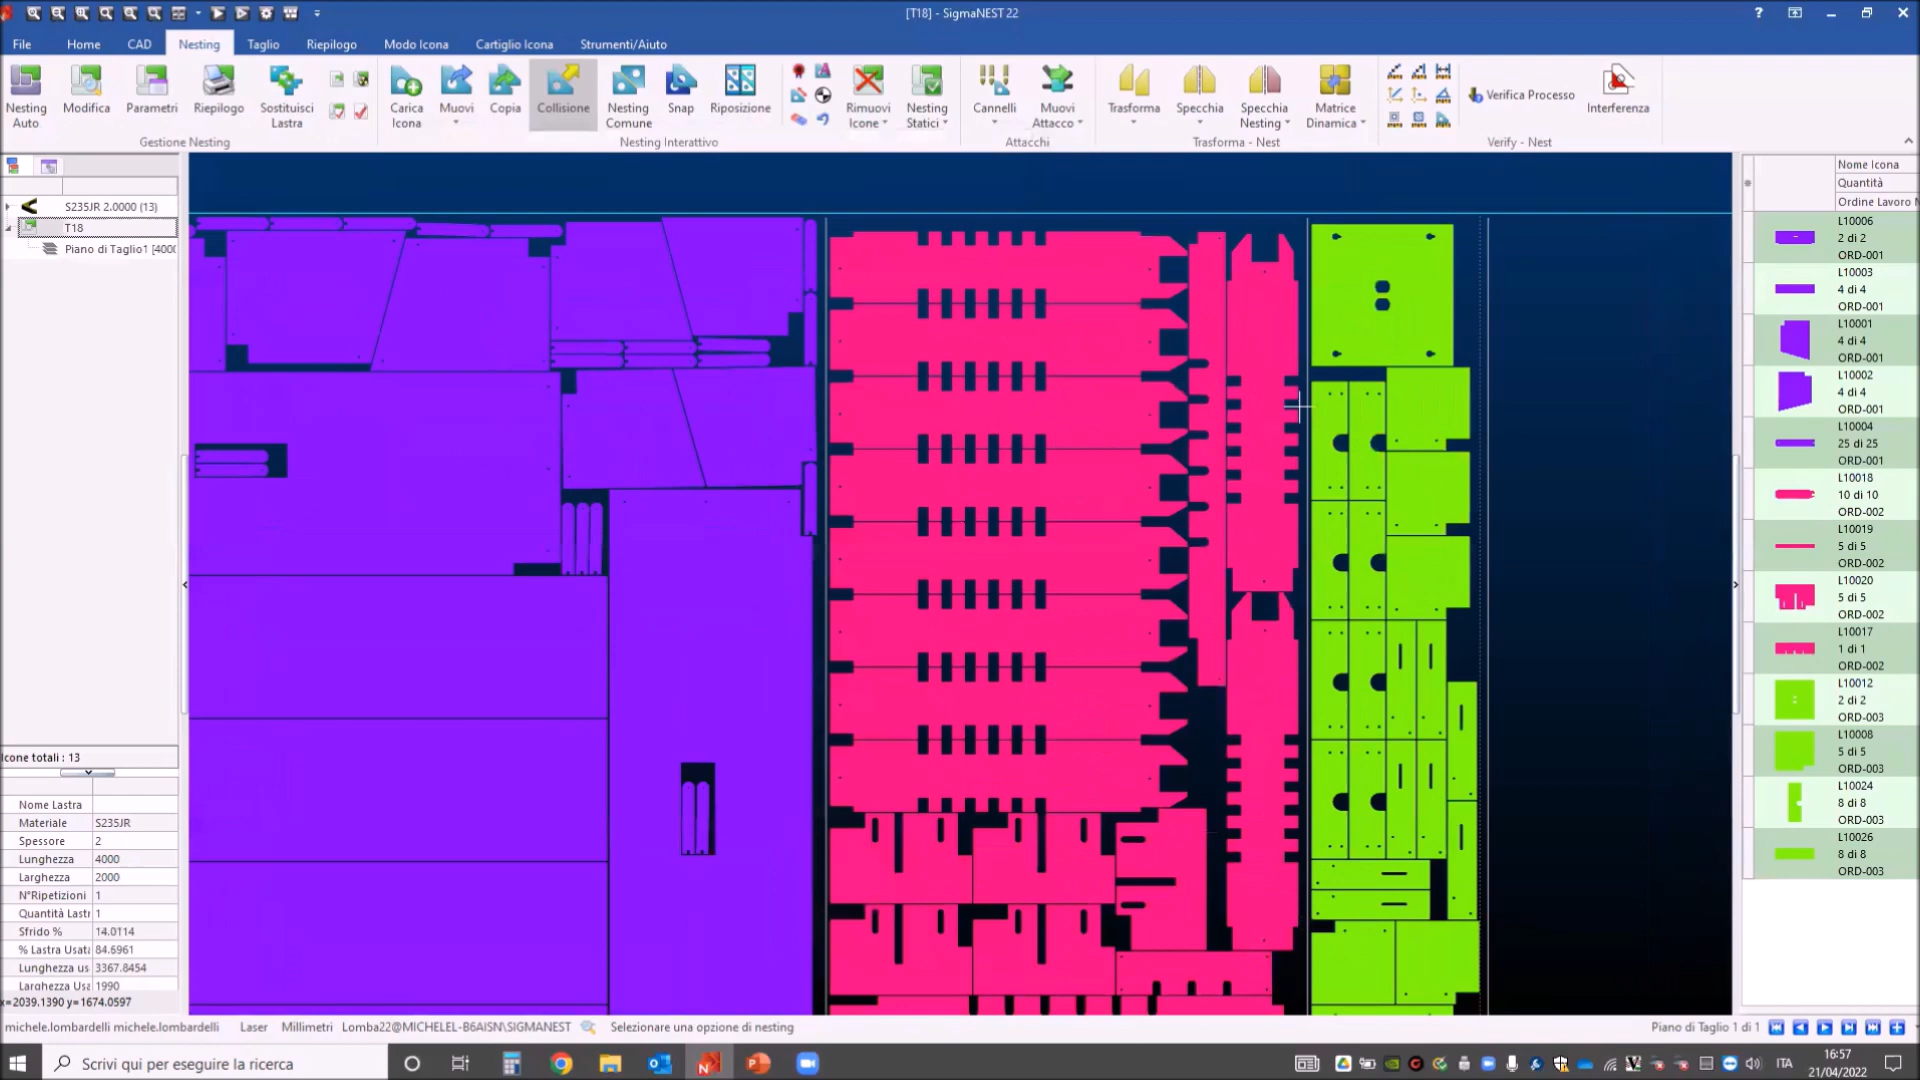 [T18] - SigmaNEST 22
File Home CAD Nesting Taglio Riepilogo Modo Icona Cartiglio Icona Strumenti/Aiuto
Nesting Auto
Modifica
Parametri
Riepilogo
Sostituisci Lastra
Carica Icona
Muovi
Copia
Collisione
Nesting Comune
Snap
Riposizione
Rimuovi Icone
Nesting Statici
Cannelli
Muovi Attacco
Trasforma
Specchia
Specchia Nesting
Matrice Dinamica
Verifica Processo
Interferenza
Gestione Nesting
Nesting Interattivo
Attacchi
Trasforma - Nest
Verify - Nest
S235JR 2.0000 (13)
T18
Piano di Taglio1 [4000
Icone totali : 13
Nome Lastra
Materiale S235JR
Spessore 2
Lunghezza 4000
Larghezza 2000
N°Ripetizioni 1
Quantità Lastr 1
Sfrido % 14.0114
% Lastra Usata 84.6961
Lunghezza us 3367.8454
Larghezza Usa 1990
x=2039.1390 y=1674.0597
Nome Icona
Quantità
Ordine Lavoro N
L10006
2 di 2
ORD-001
L10003
4 di 4
ORD-001
L10001
4 di 4
ORD-001
L10002
4 di 4
ORD-001
L10004
25 di 25
ORD-001
L10018
10 di 10
ORD-002
L10019
5 di 5
ORD-002
L10020
5 di 5
ORD-002
L10017
1 di 1
ORD-002
L10012
2 di 2
ORD-003
L10008
5 di 5
ORD-003
L10024
8 di 8
ORD-003
L10026
8 di 8
ORD-003
michele.lombardelli michele.lombardelli Laser Millimetri Lomba22@MICHELEL-B6AISN\SIGMANEST Selezionare una opzione di nesting Piano di Taglio 1 di 1
Scrivi qui per eseguire la ricerca
ITA
16:57
21/04/2022